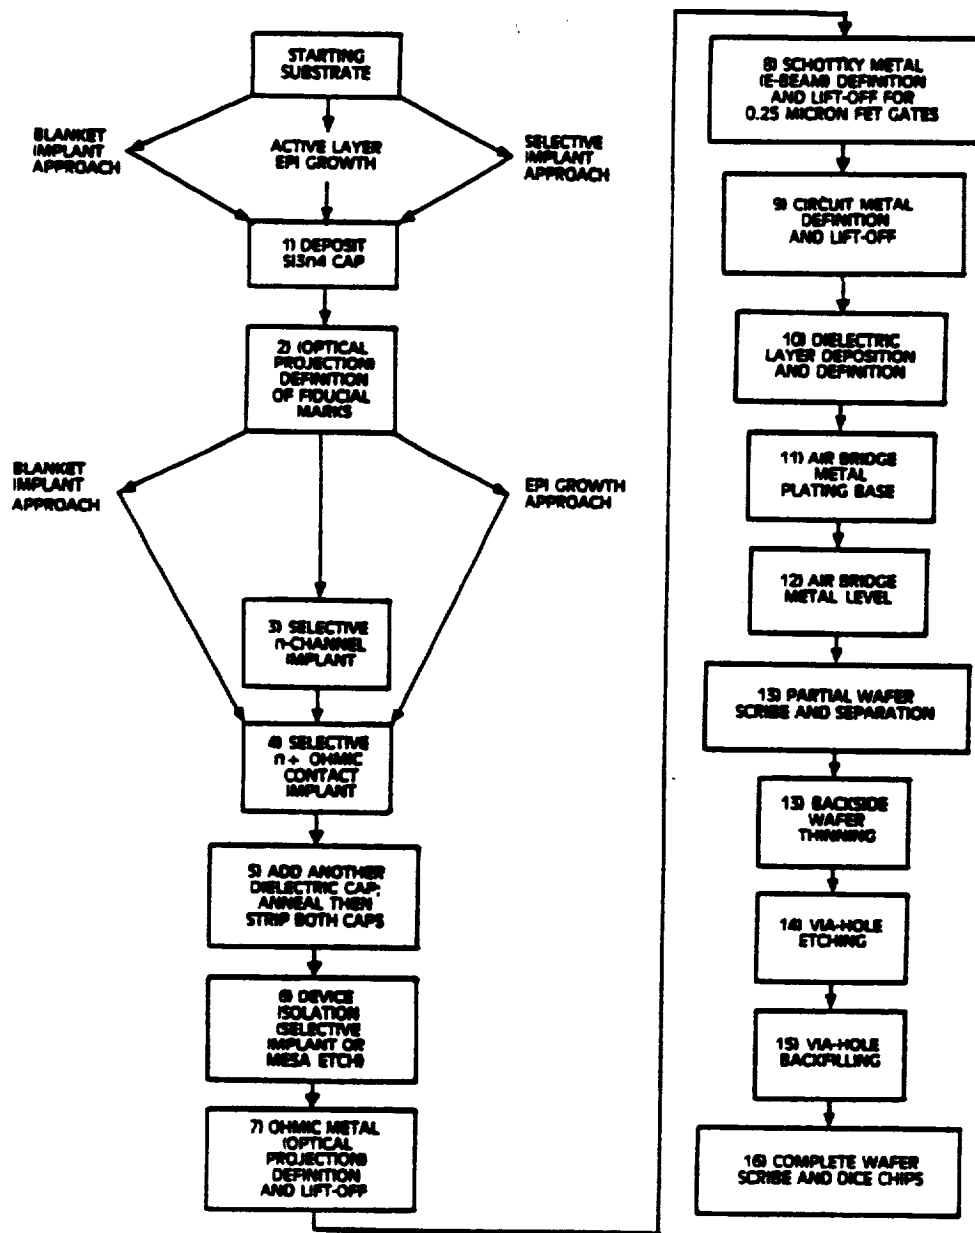 STARTING
SUBSTRATE
BLANKET
IMPLANT
APPROACH
ACTIVE LAYER
EPI GROWTH
SELECTIVE
IMPLANT
APPROACH
1) DEPOSIT
SI3n4 CAP
2) (OPTICAL
PROJECTION)
DEFINITION
OF FIDUCIAL
MARKS
BLANKET
IMPLANT
APPROACH
EPI GROWTH
APPROACH
3) SELECTIVE
n-CHANNEL
IMPLANT
4) SELECTIVE
n + OHMIC
CONTACT
IMPLANT
5) ADD ANOTHER
DIELECTRIC CAP;
ANNEAL THEN
STRIP BOTH CAPS
6) DEVICE
ISOLATION
(SELECTIVE
IMPLANT OR
MESA ETCH)
7) OHMIC METAL
(OPTICAL
PROJECTION)
DEFINITION
AND LIFT-OFF
8) SCHOTTKY METAL
(E-BEAM) DEFINITION
AND LIFT-OFF FOR
0.25 MICRON FET GATES
9) CIRCUIT METAL
DEFINITION
AND LIFT-OFF
10) DIELECTRIC
LAYER DEPOSITION
AND DEFINITION
11) AIR BRIDGE
METAL
PLATING BASE
12) AIR BRIDGE
METAL LEVEL
13) PARTIAL WAFER
SCRIBE AND SEPARATION
13) BACKSIDE
WAFER
THINNING
14) VIA-HOLE
ETCHING
15) VIA-HOLE
BACKFILLING
16) COMPLETE WAFER
SCRIBE AND DICE CHIPS